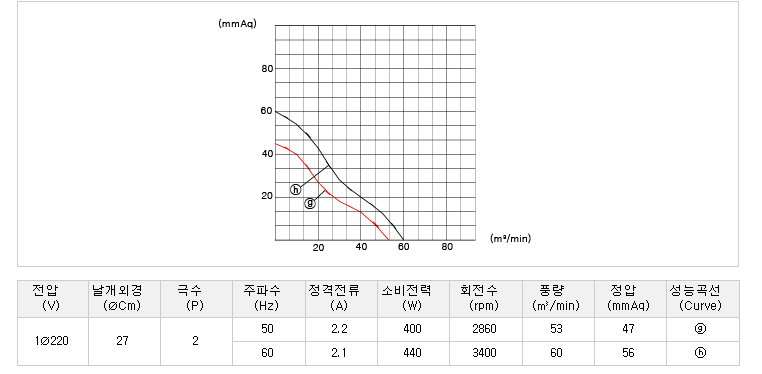 (mmAq)
80
60
40
ⓗ
20
ⓖ
20 40 60 80 (m³/min)
전압 날개외경 극수 주파수 정격전류 소비전력 회전수 풍량 정압 성능곡선
(V) (ØCm) (P) (Hz) (A) (W) (rpm) (m³/min) (mmAq) (Curve)
50 2.2 400 2860 53 47 ⓖ
1Ø220 27 2
60 2.1 440 3400 60 56 ⓗ